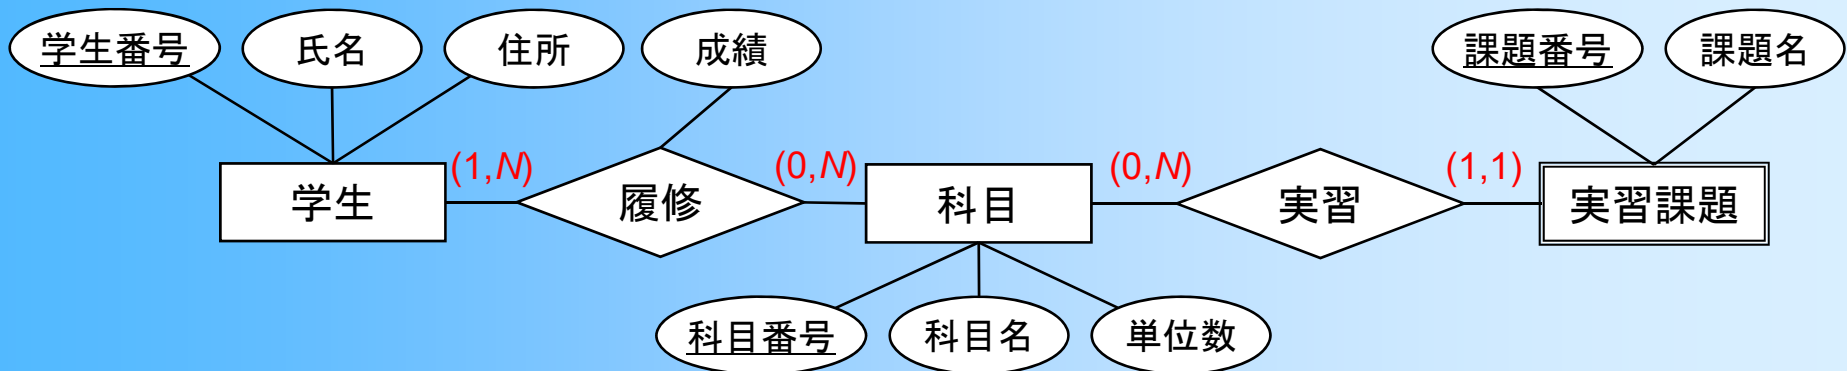 学生番号 氏名 住所 成績 課題番号 課題名
(1,N) (0,N) (0,N) (1,1)
学生 履修 科目 実習 実習課題
科目番号 科目名 単位数